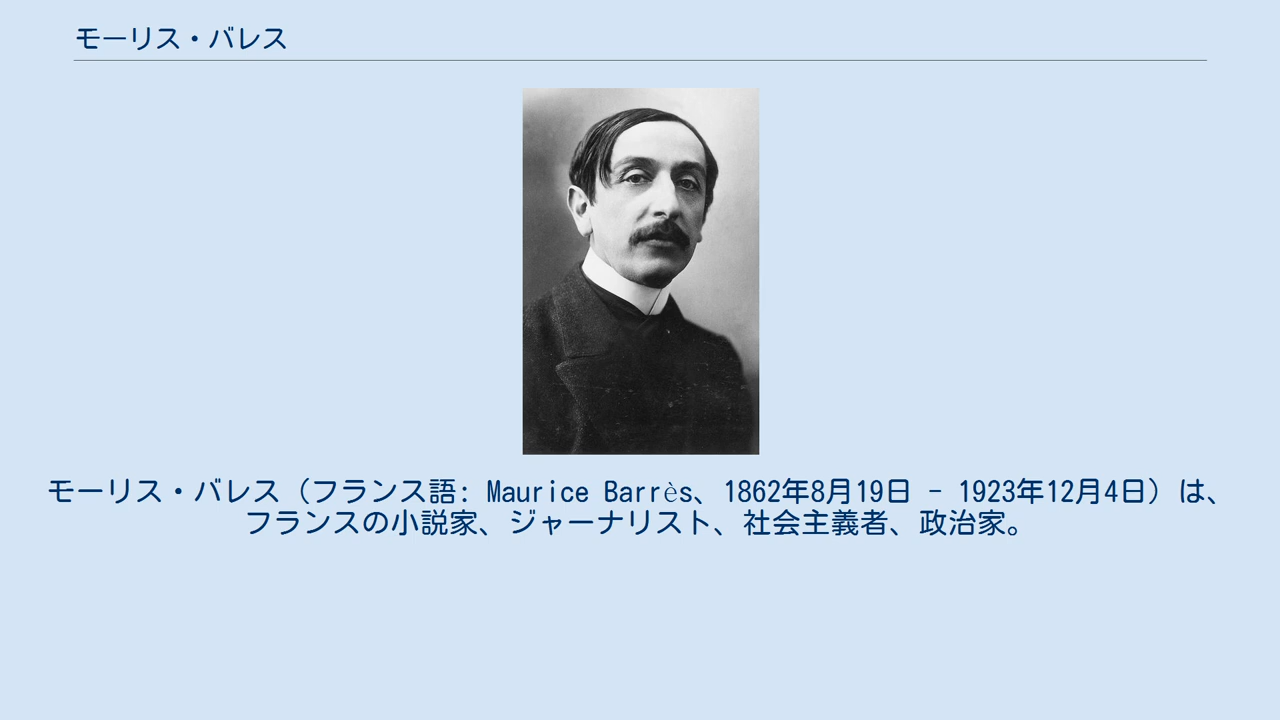 モーリス・バレス
モーリス・バレス（フランス語: Maurice Barrès、1862年8月19日 - 1923年12月4日）は、
フランスの小説家、ジャーナリスト、社会主義者、政治家。